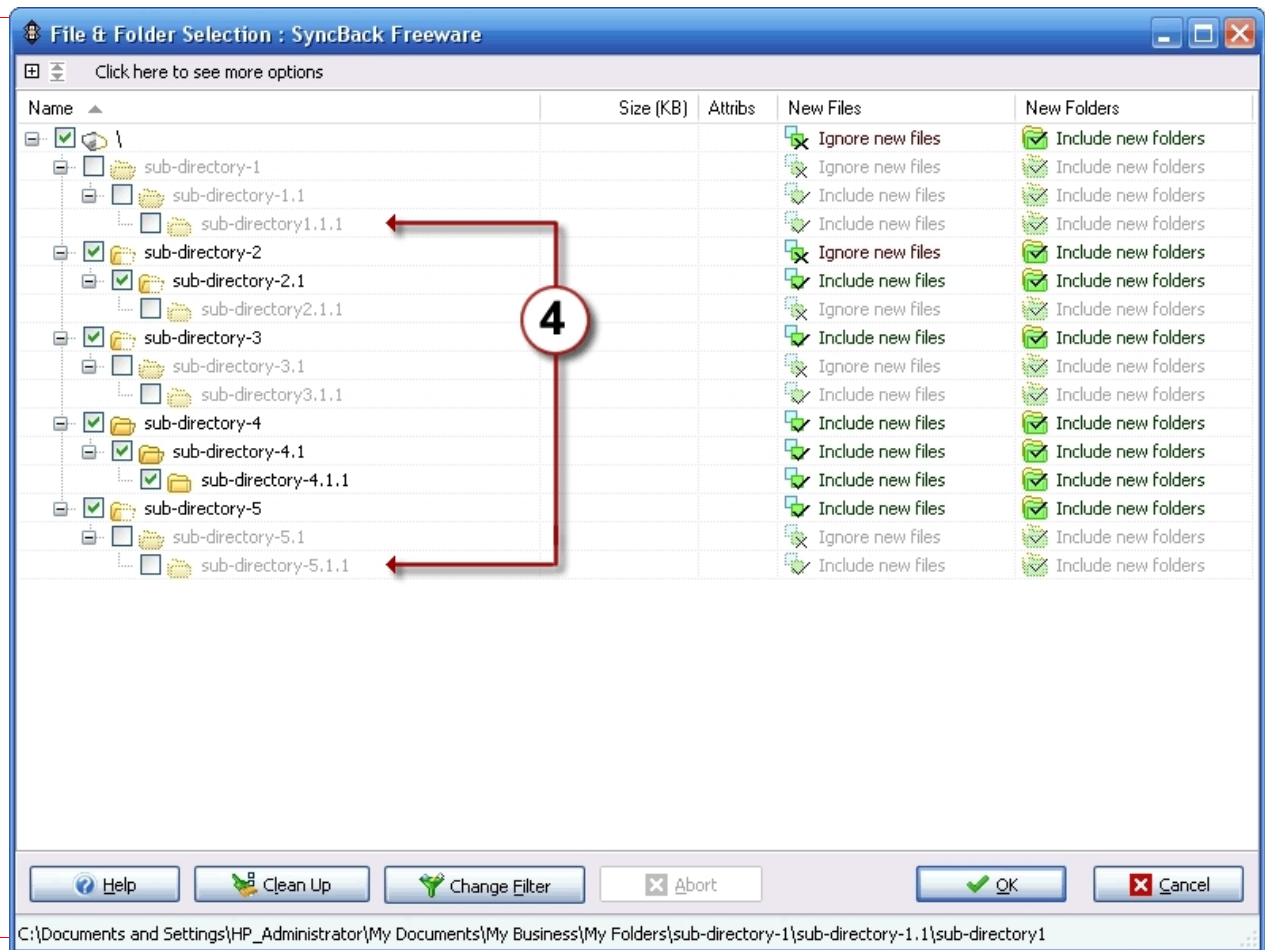 File & Folder Selection : SyncBack Freeware
Click here to see more options
Name Size (KB) Attribs New Files New Folders
\ Ignore new files Include new folders
sub-directory-1 Ignore new files Include new folders
sub-directory-1.1 Include new files Include new folders
sub-directory1.1.1 Include new files Include new folders
sub-directory-2 Ignore new files Include new folders
sub-directory-2.1 Include new files Include new folders
sub-directory2.1.1 Ignore new files Include new folders
4
sub-directory-3 Include new files Include new folders
sub-directory-3.1 Ignore new files Include new folders
sub-directory3.1.1 Include new files Include new folders
sub-directory-4 Include new files Include new folders
sub-directory-4.1 Include new files Include new folders
sub-directory-4.1.1 Include new files Include new folders
sub-directory-5 Include new files Include new folders
sub-directory-5.1 Ignore new files Include new folders
sub-directory-5.1.1 Include new files Include new folders
Help Clean Up Change Filter Abort OK Cancel
C:\Documents and Settings\HP_Administrator\My Documents\My Business\My Folders\sub-directory-1\sub-directory-1.1\sub-directory1